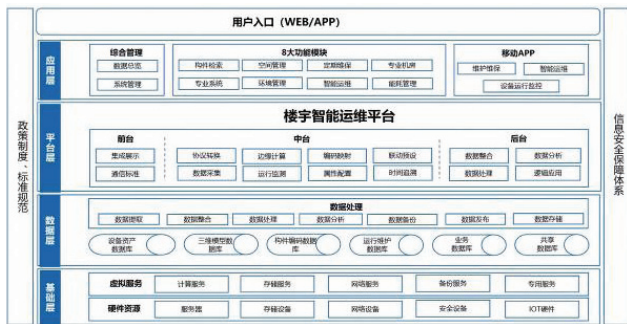 用户入口（WEB/APP）
政策制度、标准规范
信息安全保障体系
应用层
综合管理
数据总览
系统管理
8大功能模块
构件检索 空间管理 定期维保 专业机房
专业系统 环境管理 智能运维 能耗管理
移动APP
维护维保 智能运维
设备运行监控
平台层
楼宇智能运维平台
前台
集成展示
通信标准
中台
协议转换 边缘计算 编码映射 联动预设
数据采集 运行监测 属性配置 时间追溯
后台
数据整合 数据分析
数据处理 逻辑应用
数据层
数据处理
数据提取 数据整合 数据处理 数据分析 数据备份 数据发布 数据存储
设备资产数据库 三维模型数据库 构件编码数据库 运行维护数据库 业务数据库 共享数据库
基础层
虚拟服务 计算服务 存储服务 网络服务 备份服务 专用服务
硬件资源 服务器 存储设备 网络设备 安全设备 IOT硬件